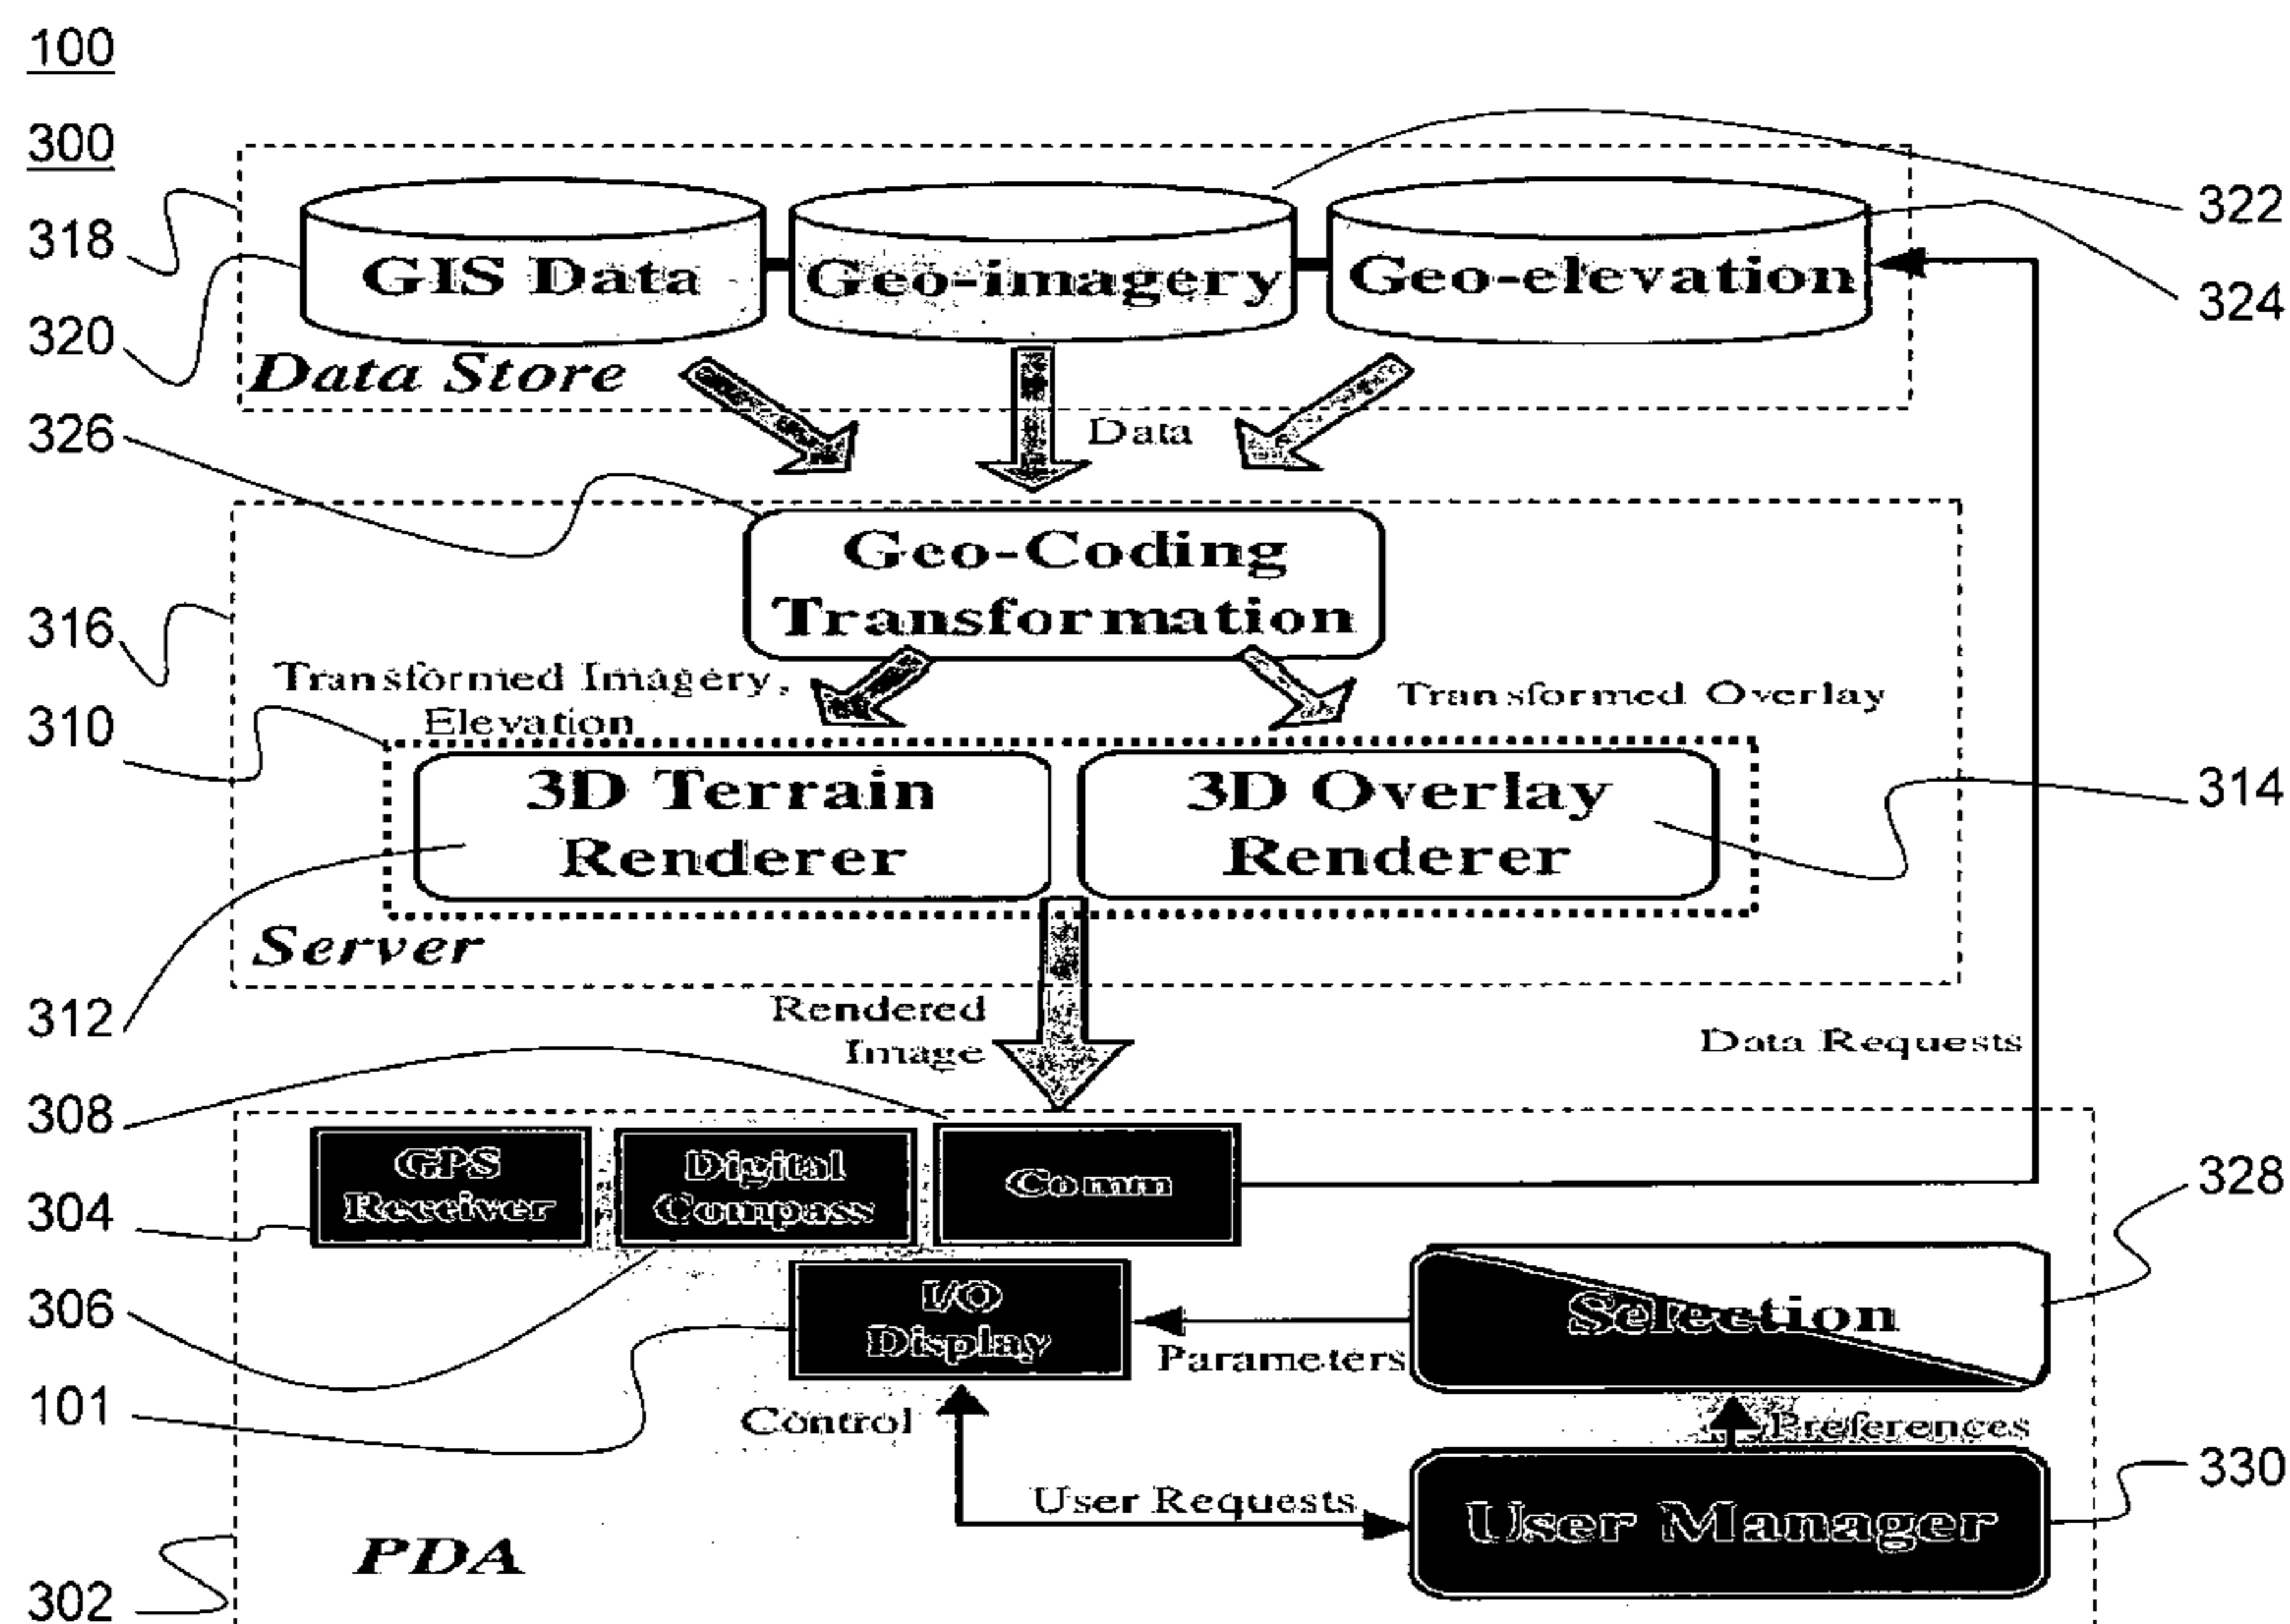 100
300
318
320
326
316
310
312
308
304
306
101
302
322
324
314
328
330
GIS Data
Geo-imagery
Geo-elevation
Data Store
Data
Geo-Coding
Transformation
Transformed Imagery,
Elevation
Transformed Overlay
3D Terrain
Renderer
3D Overlay
Renderer
Server
Rendered
Image
Data Requests
GPS
Receiver
Digital
Compass
Comm
I/O
Display
Parameters
Selection
Control
Preferences
User Requests
User Manager
PDA